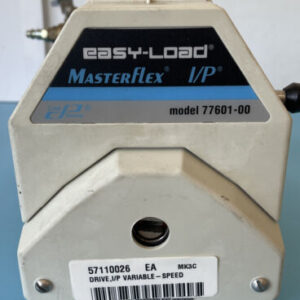 EASY-LOAD®
MASTERFLEX® I/P®
model 77601-00
57110026 EA MK3C
DRIVE,I/P VARIABLE-SPEED